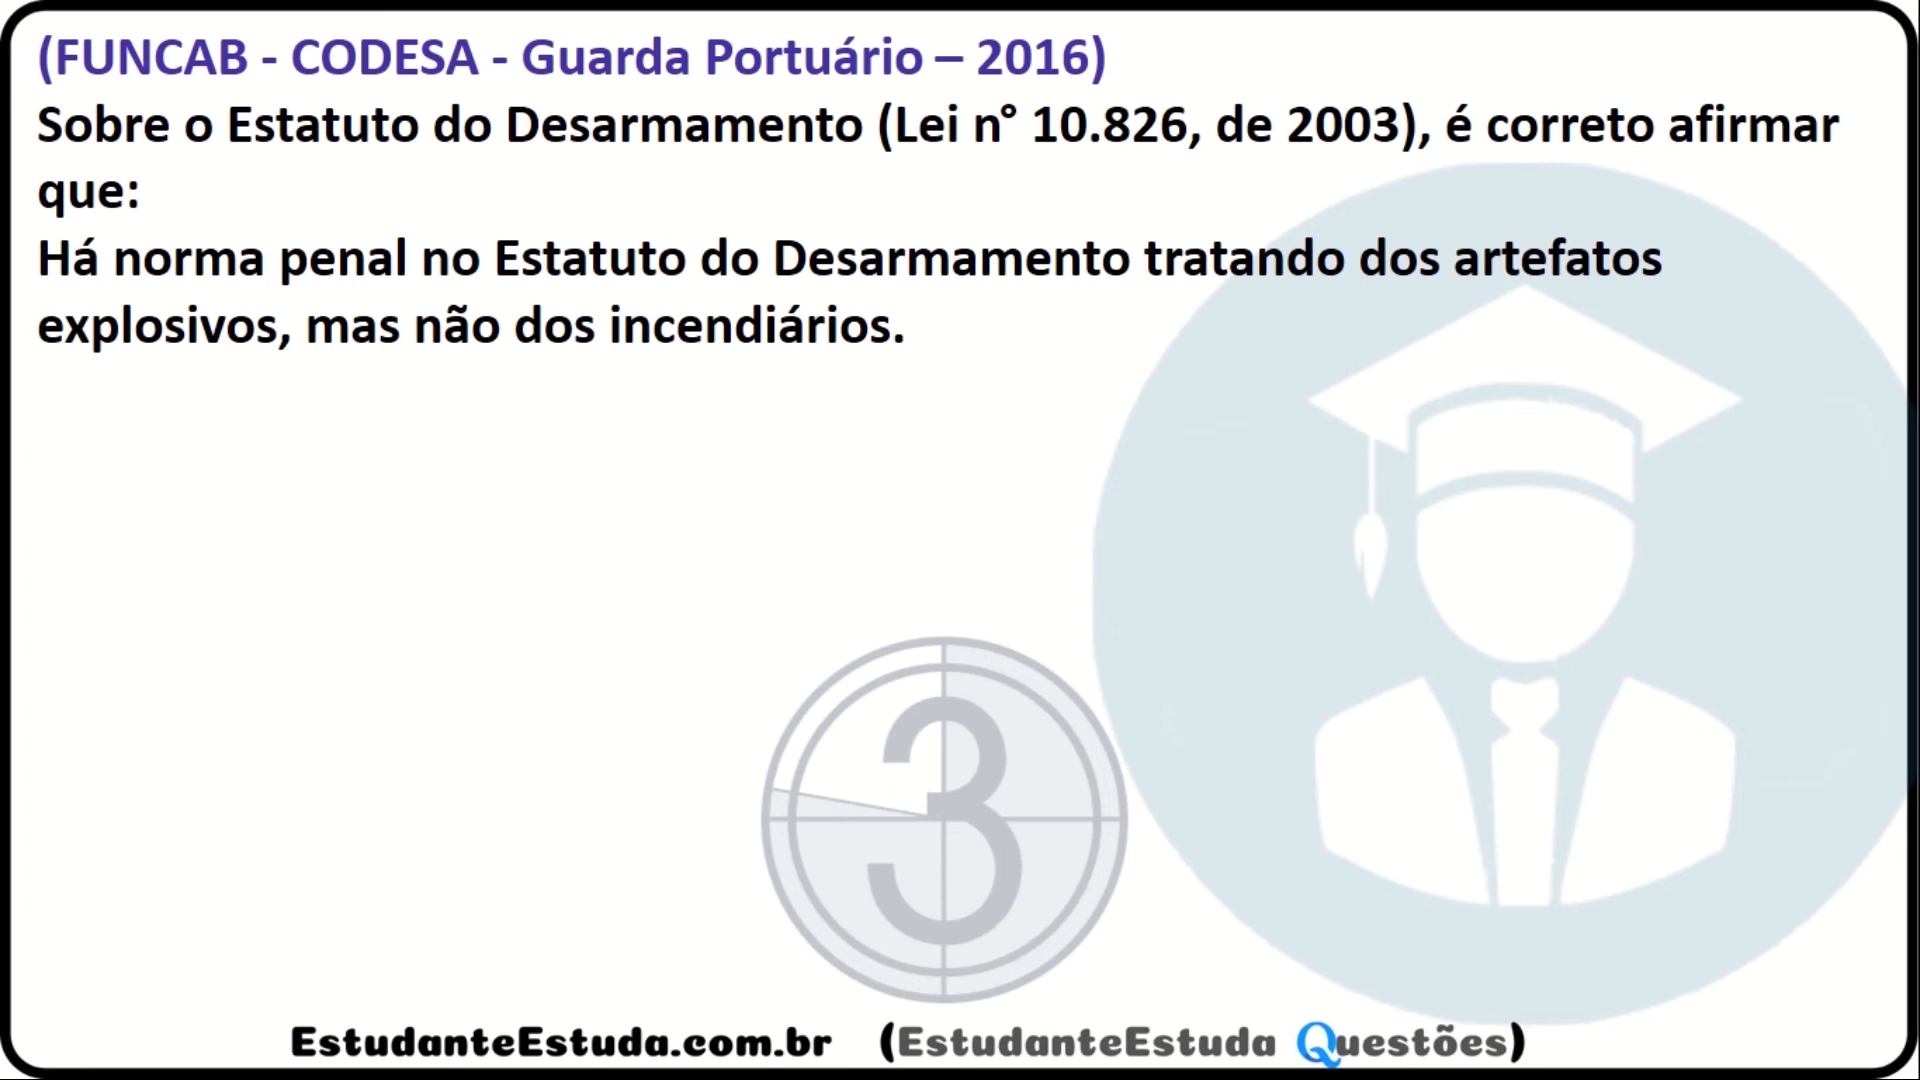 (FUNCAB - CODESA - Guarda Portuário – 2016)
Sobre o Estatuto do Desarmamento (Lei n° 10.826, de 2003), é correto afirmar
que:
Há norma penal no Estatuto do Desarmamento tratando dos artefatos
explosivos, mas não dos incendiários.
3
EstudanteEstuda.com.br (EstudanteEstuda Questões)